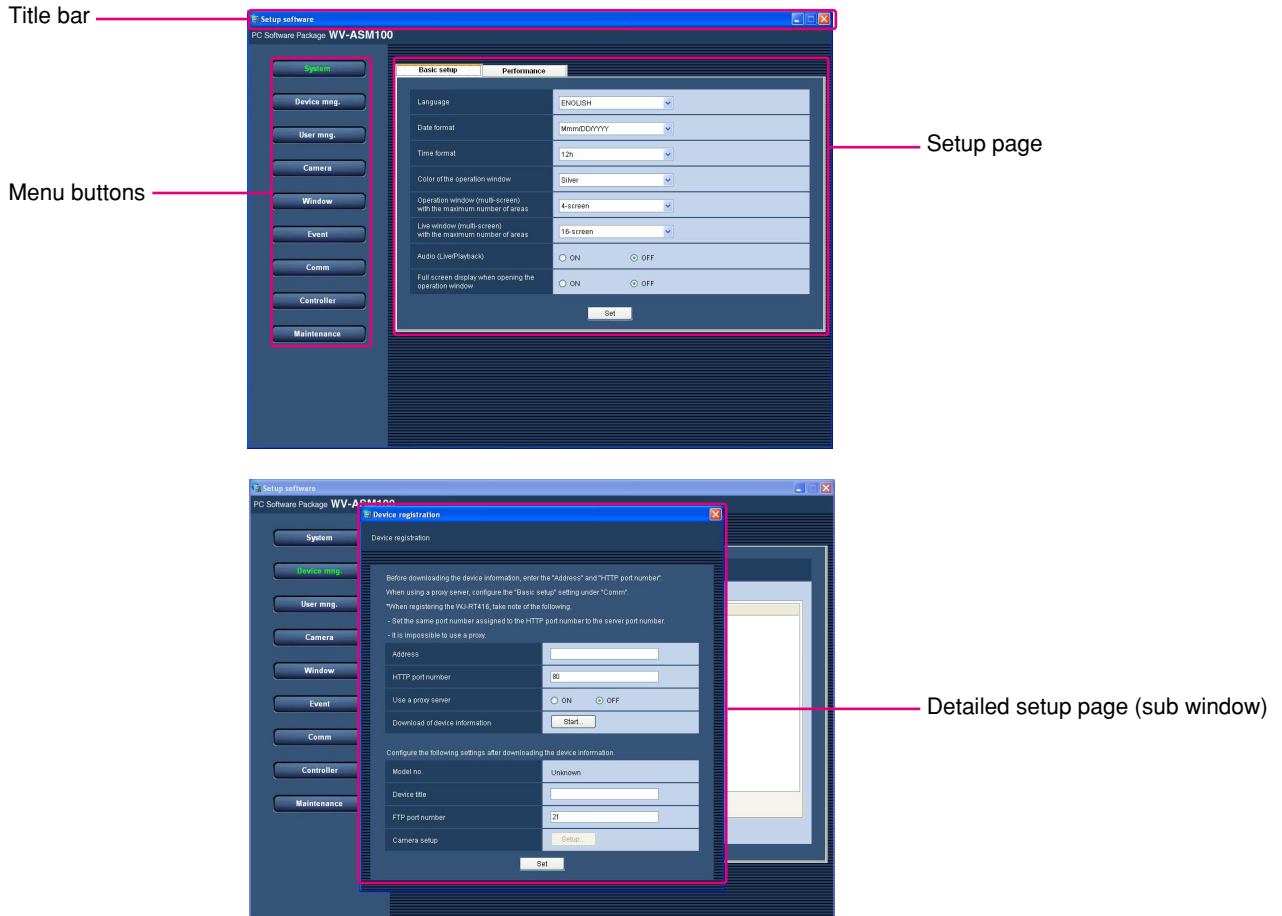 Title bar
Setup software
PC Software Package WV-ASM100
System
Device mng.
User mng.
Camera
Window
Event
Comm
Controller
Maintenance
Menu buttons
Basic setup
Performance
Language
ENGLISH
Date format
Mmm/DD/YYYY
Time format
12h
Color of the operation window
Silver
Operation window (multi-screen)
with the maximum number of areas
4-screen
Live window (multi-screen)
with the maximum number of areas
16-screen
Audio (Live/Playback)
ON OFF
Full screen display when opening the
operation window
ON OFF
Set
Setup page
Setup software
PC Software Package WV-ASM100
System
Device mng.
User mng.
Camera
Window
Event
Comm
Controller
Maintenance
Device registration
Device registration
Before downloading the device information, enter the "Address" and "HTTP port number".
When using a proxy server, configure the "Basic setup" setting under "Comm".
*When registering the WJ-RT416, take note of the following.
- Set the same port number assigned to the HTTP port number to the server port number.
- It is impossible to use a proxy.
Address
HTTP port number
80
Use a proxy server
ON OFF
Download of device information
Start...
Configure the following settings after downloading the device information.
Model no.
Unknown
Device title
FTP port number
21
Camera setup
Setup...
Set
Detailed setup page (sub window)